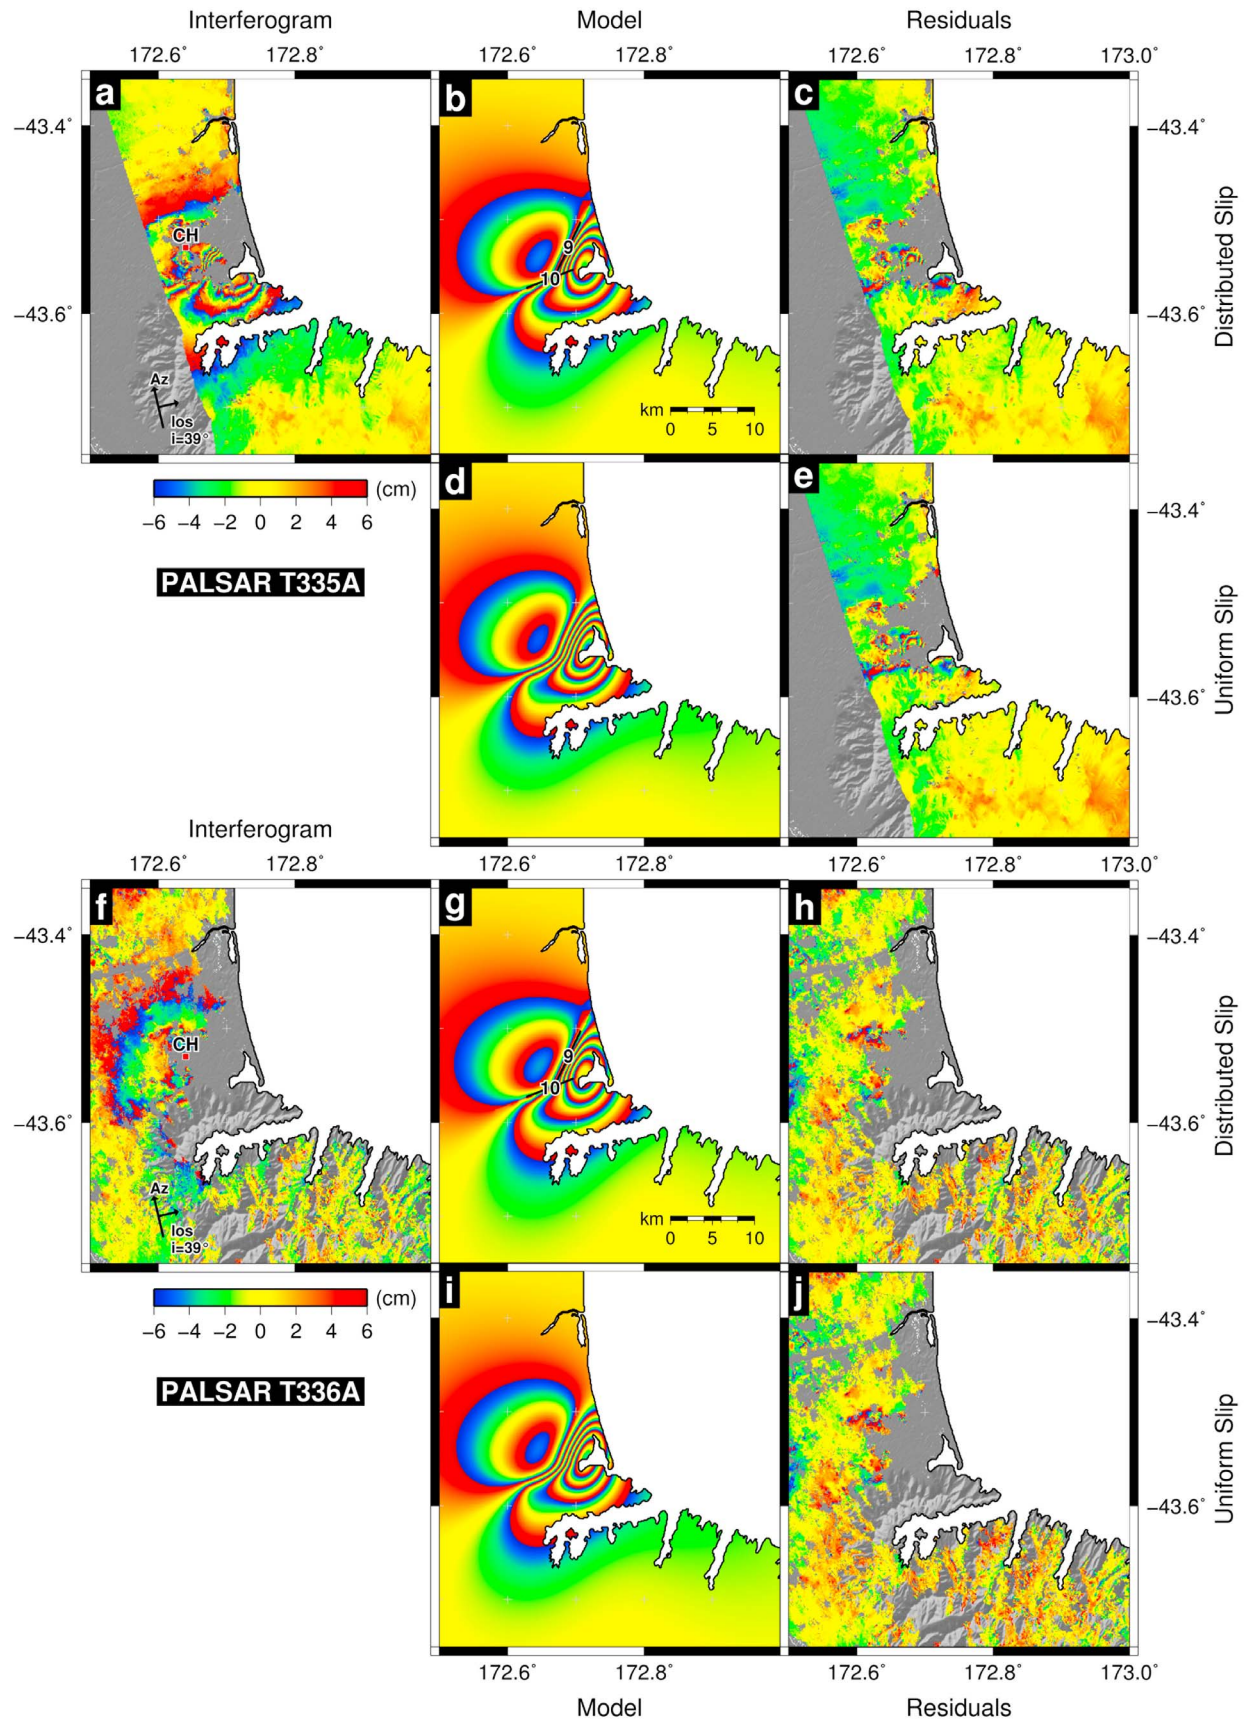 Interferogram Model Residuals
172.6° 172.8° 172.6° 172.8° 172.6° 172.8° 173.0°
a b c
−43.4° −43.4°
CH 9
10
−43.6° −43.6°
Distributed Slip
Az
los
i=39°
km
0 5 10
d e
(cm)
−6 −4 −2 0 2 4 6
−43.4°
PALSAR T335A
−43.6°
Uniform Slip
Interferogram
172.6° 172.8° 172.6° 172.8° 172.6° 172.8° 173.0°
f g h
−43.4° −43.4°
CH 9
10
−43.6° −43.6°
Distributed Slip
Az
los
i=39°
km
0 5 10
i j
(cm)
−6 −4 −2 0 2 4 6
−43.4°
PALSAR T336A
−43.6°
Uniform Slip
172.6° 172.8° 172.6° 172.8° 173.0°
Model Residuals